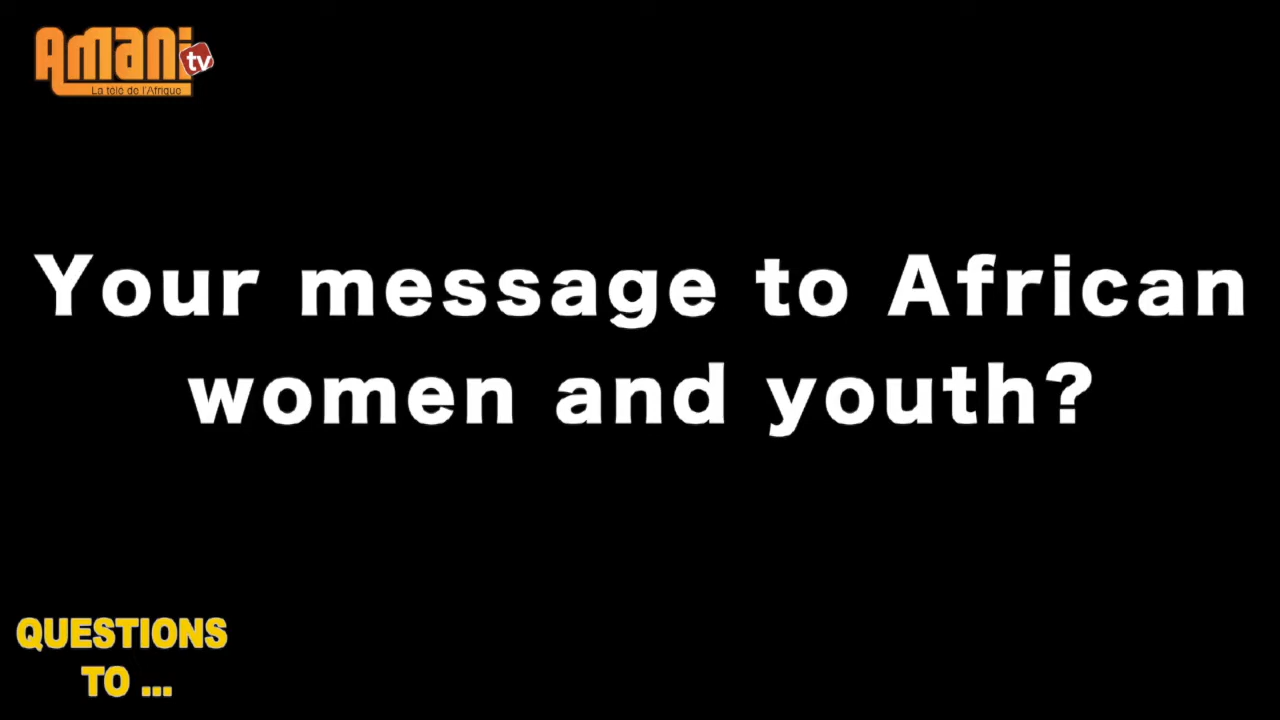 AMANI tv
La télé de l'Afrique
Your message to African
women and youth?
QUESTIONS
TO ...